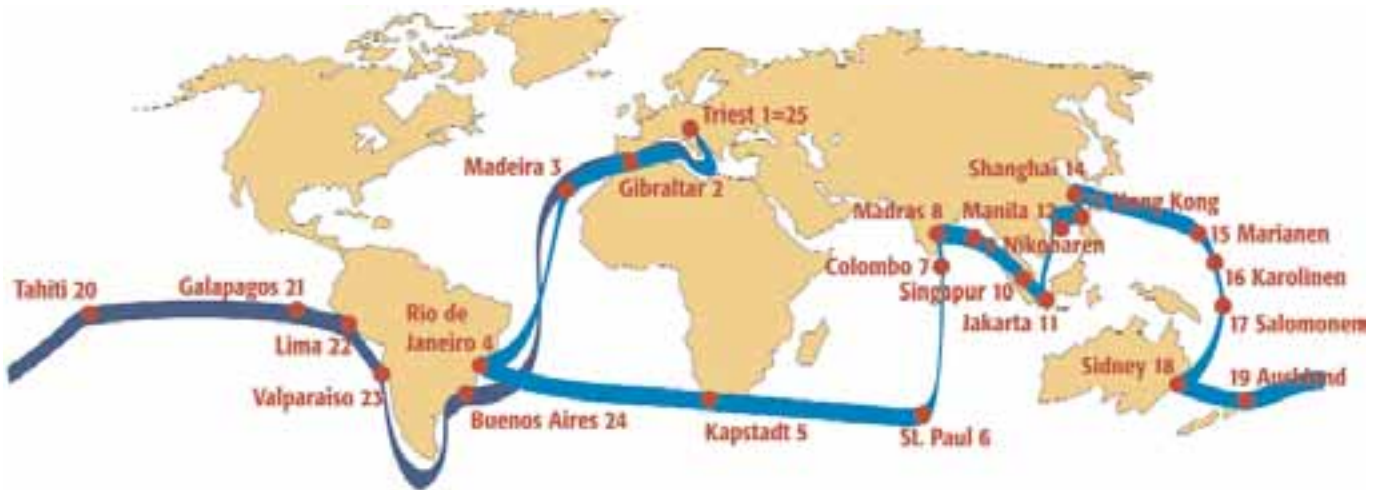 Triest 1=25
Madeira 3
Gibraltar 2
Shanghai 14
Hong Kong
Madras 8
Manila 12
Nikobaren
15 Marianen
Colombo 7
16 Karolinen
Singapur 10
Tahiti 20
Galapagos 21
Rio de
Janeiro 4
Jakarta 11
17 Salomonem
Lima 22
Sidney 18
19 Auckland
Valparaiso 23
Buenos Aires 24
Kapstadt 5
St. Paul 6